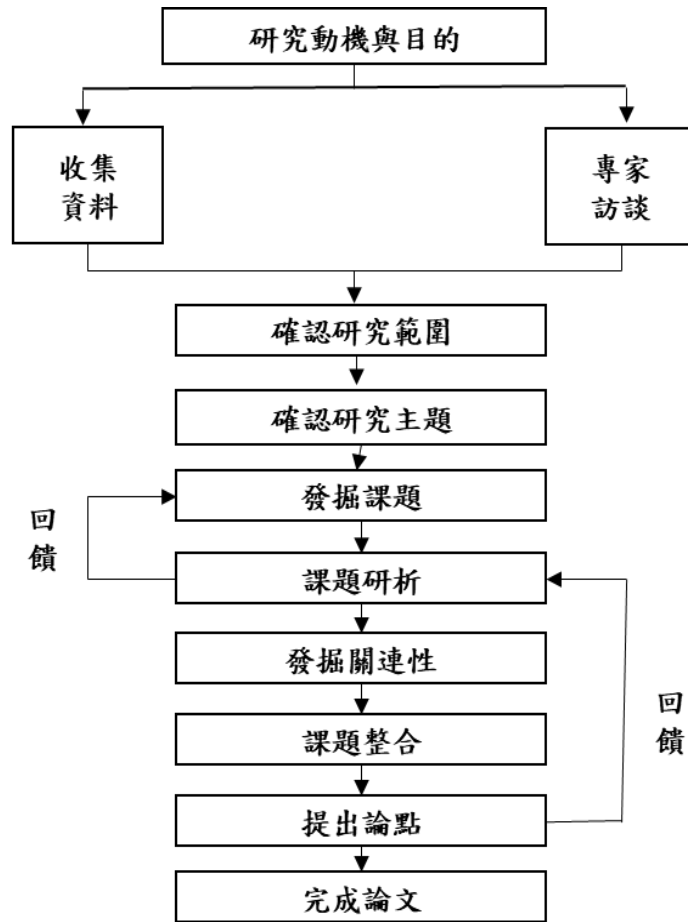 研究動機與目的
收集
資料
專家
訪談
確認研究範圍
確認研究主題
發掘課題
回
饋
課題研析
發掘關連性
課題整合
回
饋
提出論點
完成論文